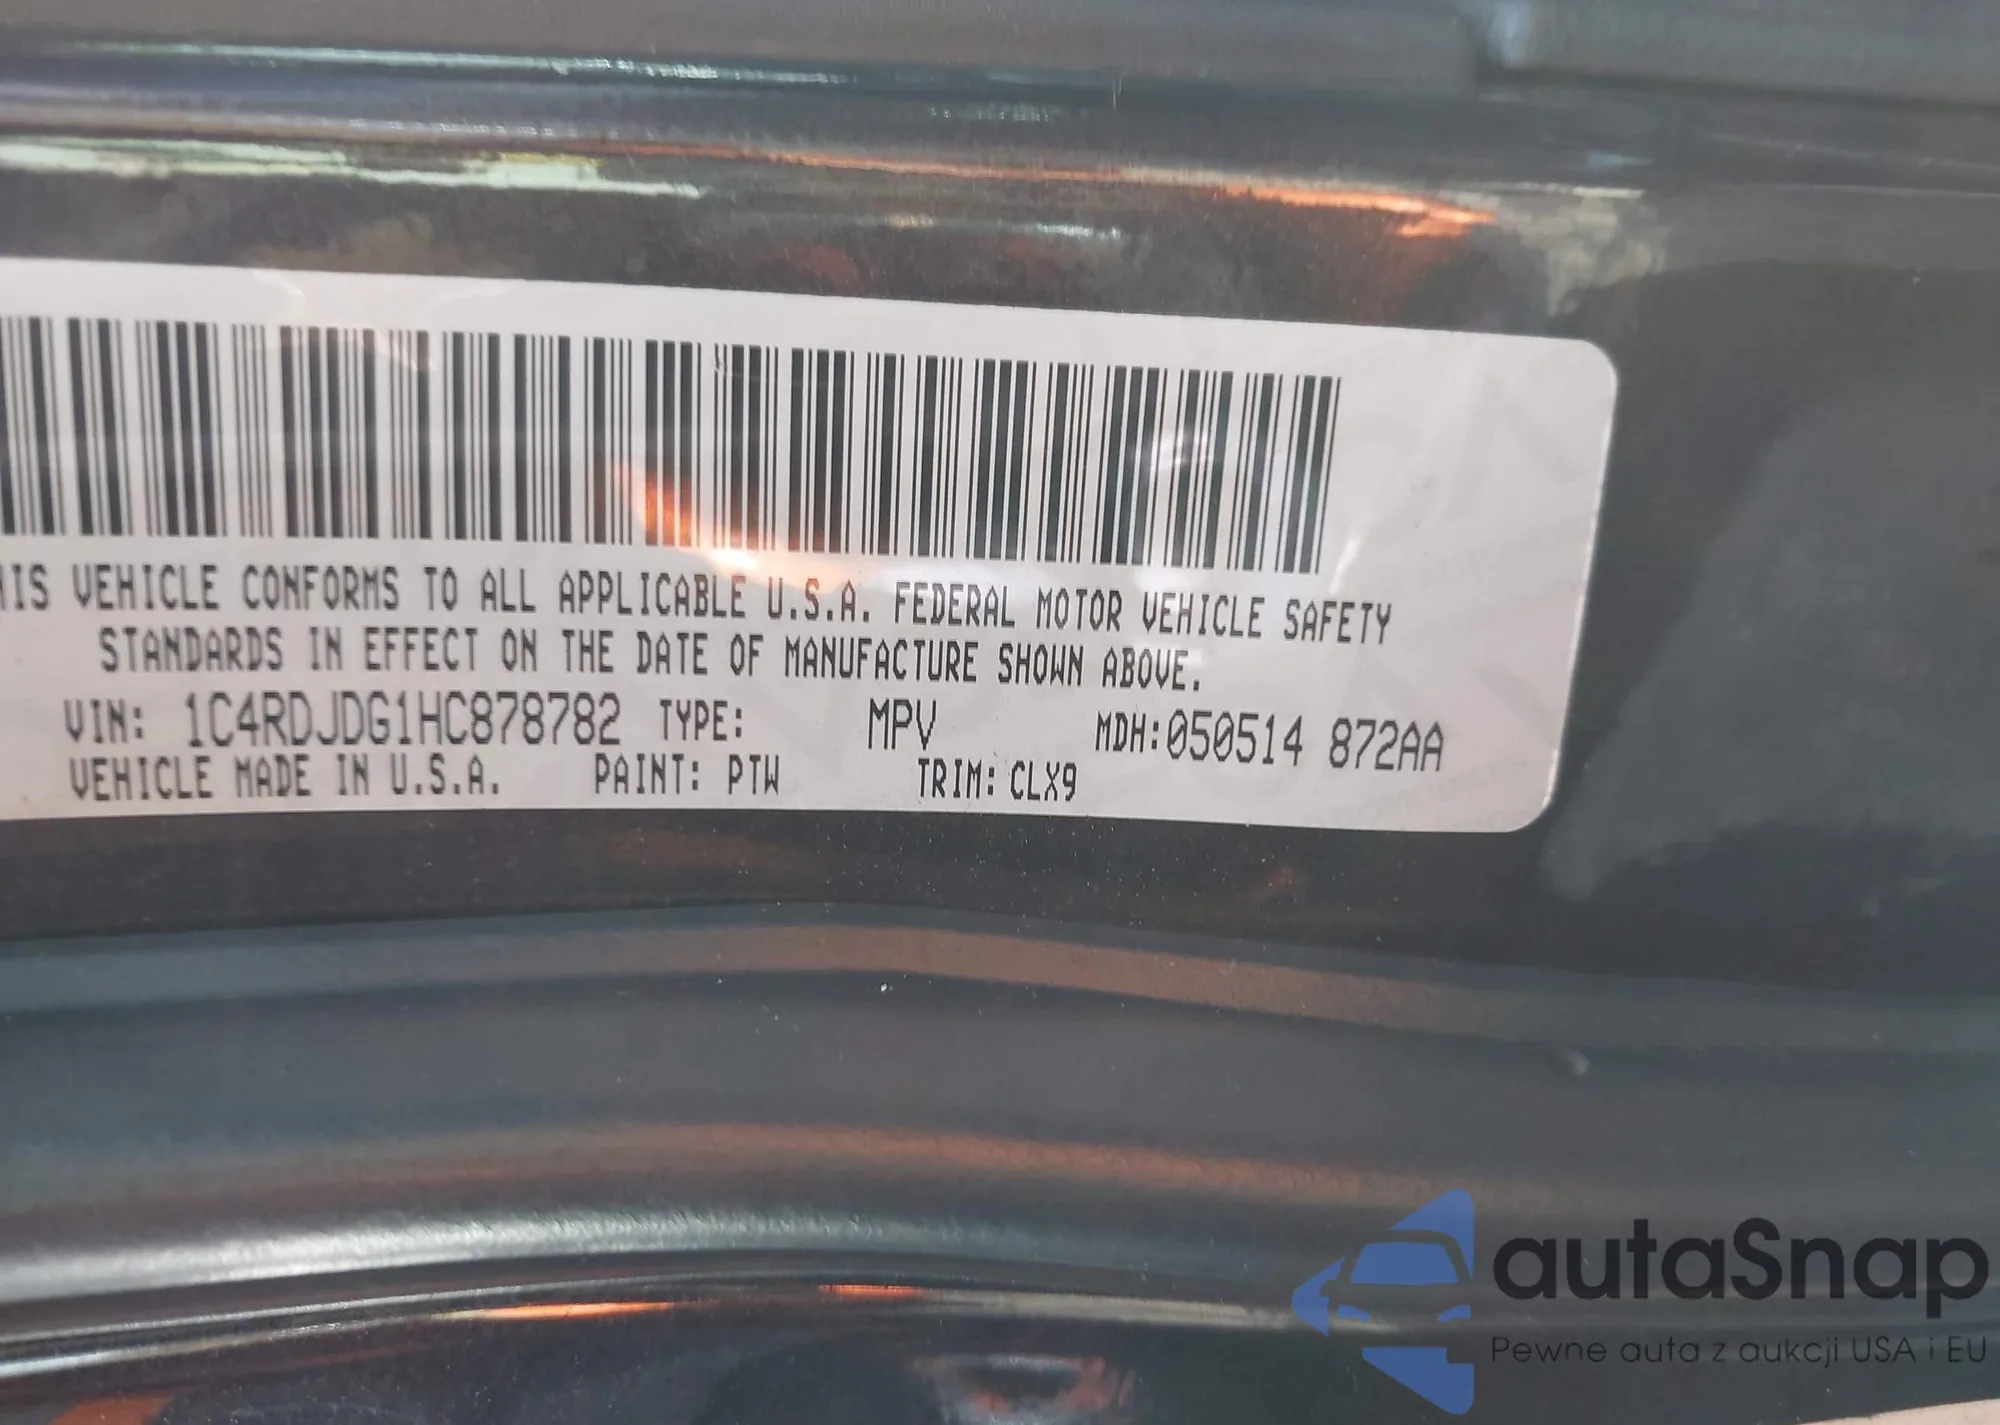 HIS VEHICLE CONFORMS TO ALL APPLICABLE U.S.A. FEDERAL MOTOR VEHICLE SAFETY
STANDARDS IN EFFECT ON THE DATE OF MANUFACTURE SHOWN ABOVE.
VIN: 1C4RDJDG1HC878782 TYPE: MPV MDH:050514 872AA
VEHICLE MADE IN U.S.A. PAINT: PTW TRIM: CLX9
autaSnap
Pewne auta z aukcji USA i EU